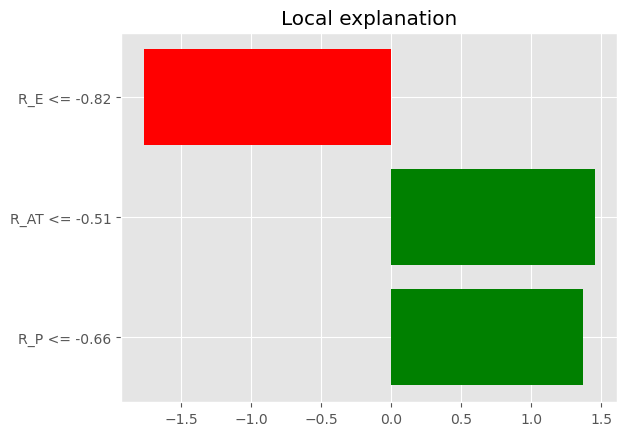 Local explanation
R_E <= -0.82
R_AT <= -0.51
R_P <= -0.66
−1.5 −1.0 −0.5 0.0 0.5 1.0 1.5